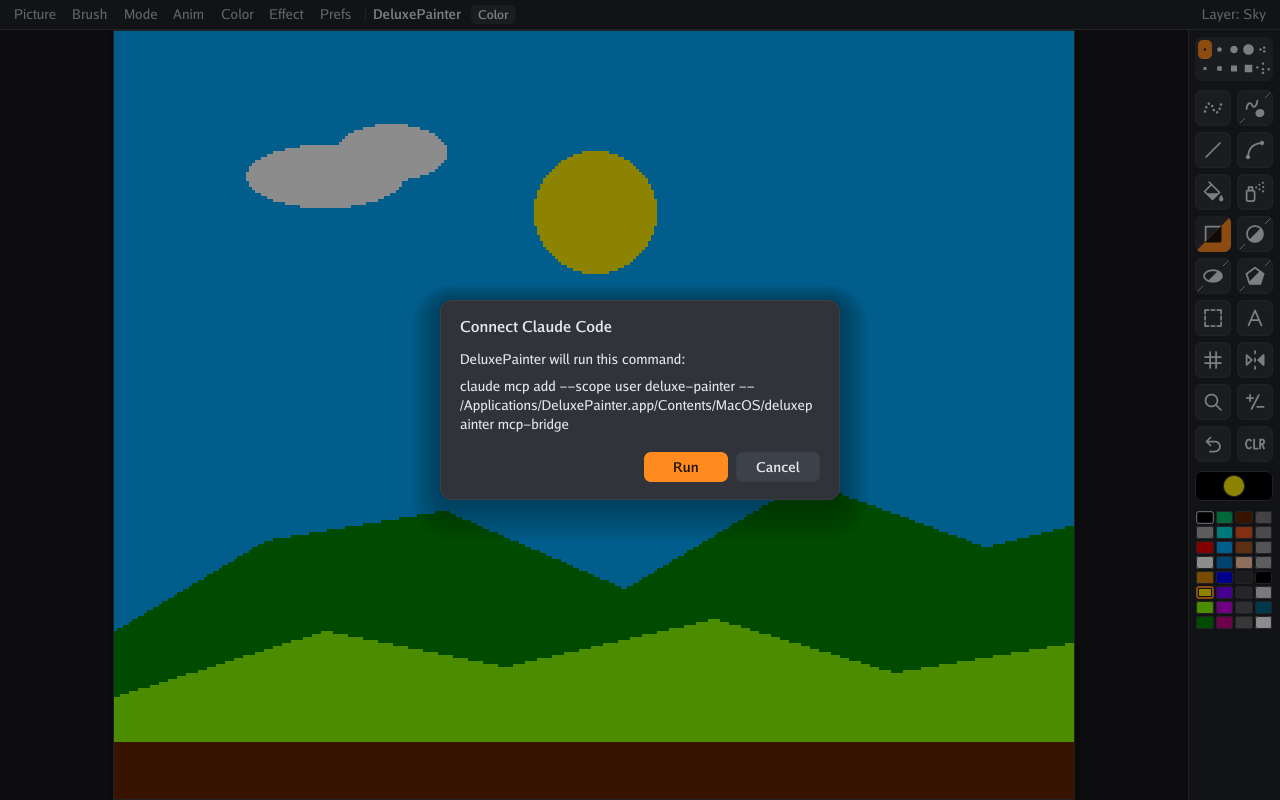 Picture Brush Mode Anim Color Effect Prefs DeluxePainter Color Layer: Sky
Connect Claude Code
DeluxePainter will run this command:
claude mcp add --scope user deluxe-painter --
/Applications/DeluxePainter.app/Contents/MacOS/deluxep
ainter mcp-bridge
Run Cancel
A
CLR